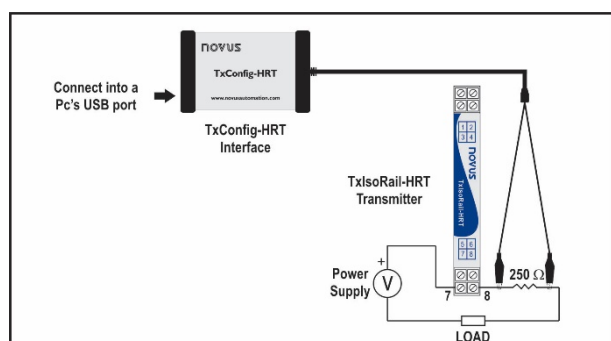 novus
TxConfig-HRT
www.novusautomation.com
Connect into a
Pc's USB port
TxConfig-HRT
Interface
1 2
3 4
novus
TxIsoRail-HRT
TxIsoRail-HRT
Transmitter
5 6
7 8
Power
Supply
+
V
7
8
250 Ω
LOAD